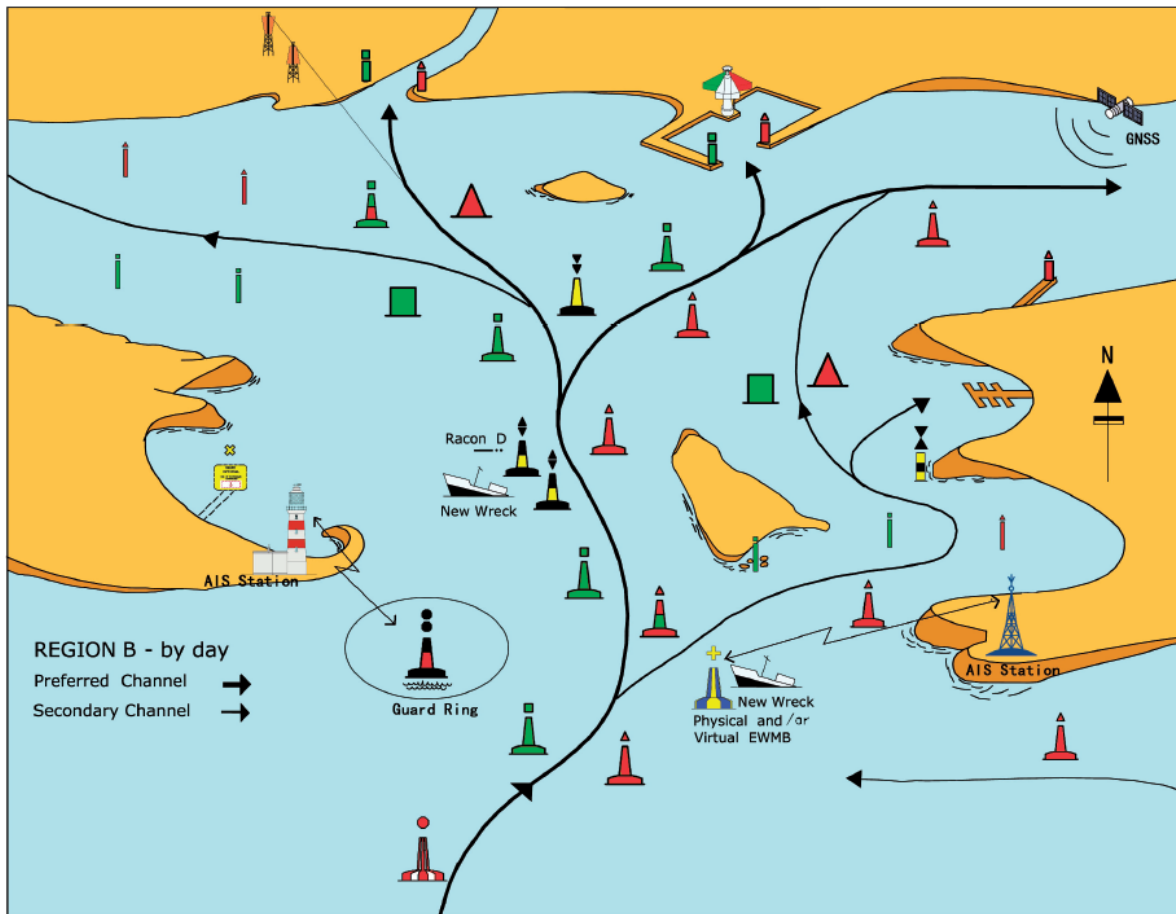 GNSS
N
Racon D
New Wreck
AIS Station
REGION B - by day
Preferred Channel
Secondary Channel
Guard Ring
New Wreck
Physical and /or
Virtual EWMB
AIS Station